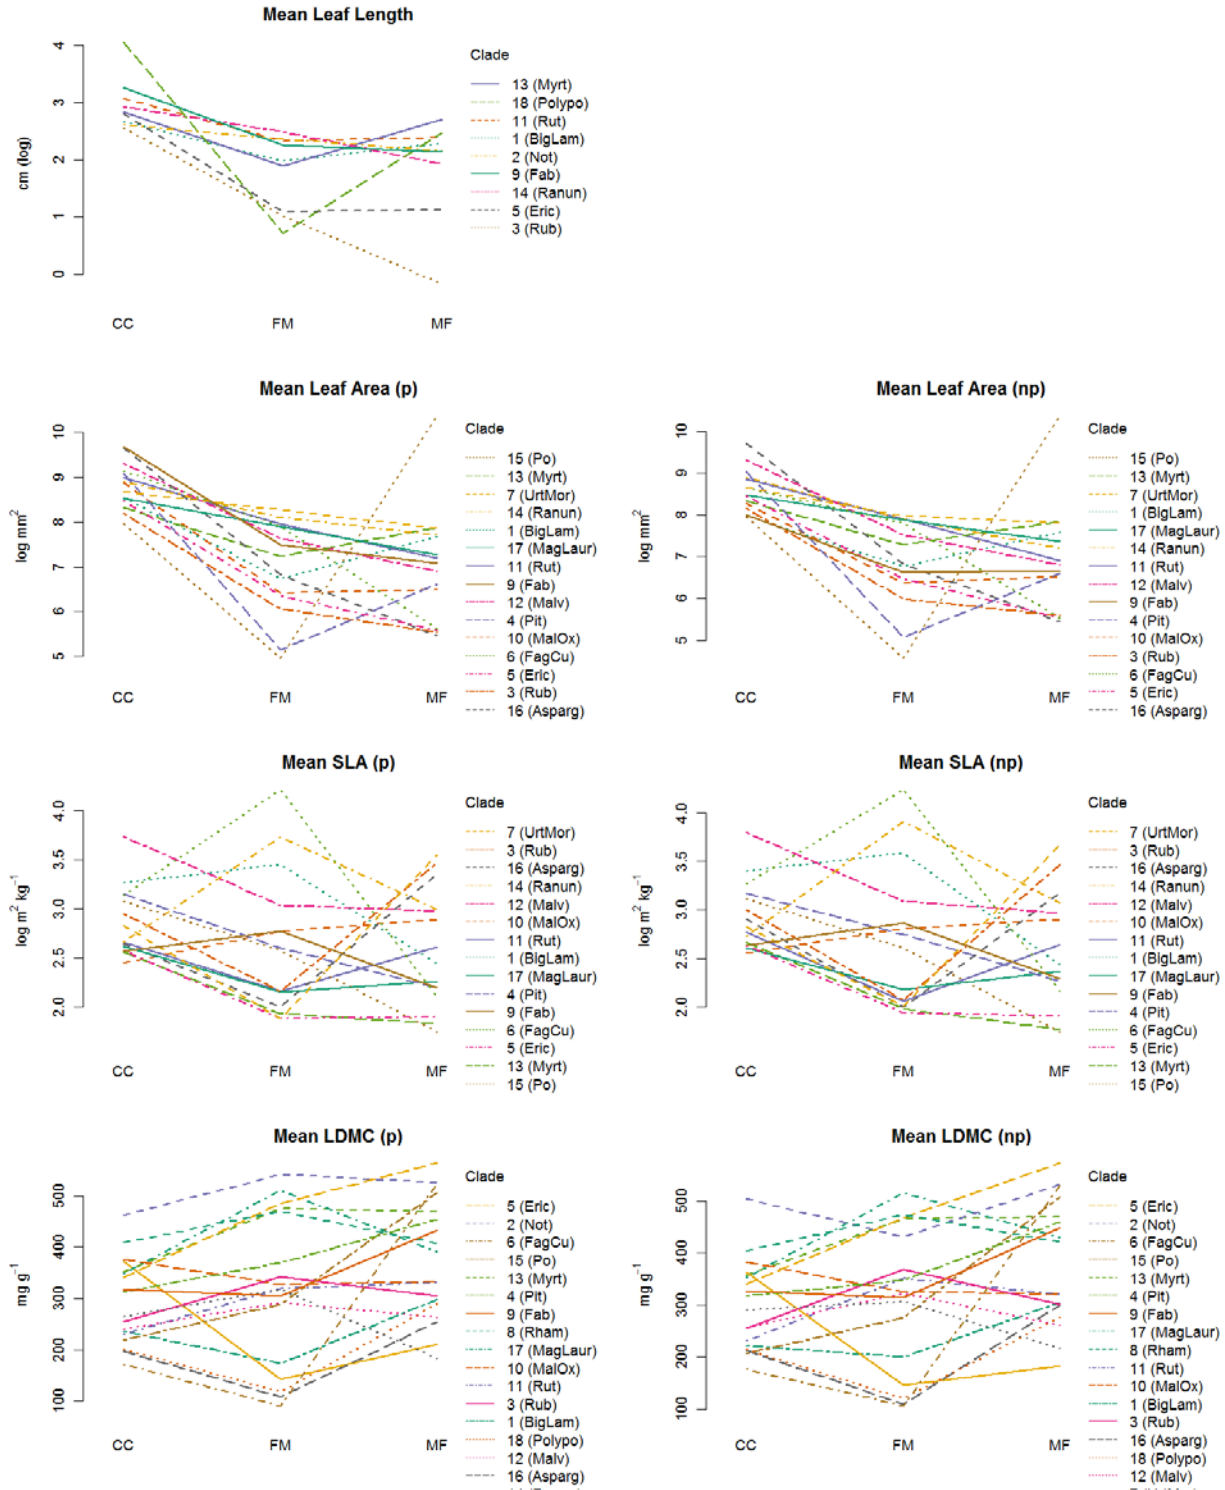 Mean Leaf Length
Clade
13 (Myrt)
18 (Polypo)
11 (Rut)
1 (BigLam)
2 (Not)
9 (Fab)
14 (Ranun)
5 (Eric)
3 (Rub)
cm (log)
4
3
2
1
0
CC FM MF
Mean Leaf Area (p)
Clade
15 (Po)
13 (Myrt)
7 (UrtMor)
14 (Ranun)
1 (BigLam)
17 (MagLaur)
11 (Rut)
9 (Fab)
12 (Malv)
4 (Pit)
10 (MalOx)
6 (FagCu)
5 (Eric)
3 (Rub)
16 (Asparg)
log mm²
10
9
8
7
6
5
CC FM MF
Mean Leaf Area (np)
Clade
15 (Po)
13 (Myrt)
7 (UrtMor)
1 (BigLam)
17 (MagLaur)
14 (Ranun)
11 (Rut)
12 (Malv)
9 (Fab)
4 (Pit)
10 (MalOx)
3 (Rub)
6 (FagCu)
5 (Eric)
16 (Asparg)
log mm²
10
9
8
7
6
5
CC FM MF
Mean SLA (p)
Clade
7 (UrtMor)
3 (Rub)
16 (Asparg)
14 (Ranun)
12 (Malv)
10 (MalOx)
11 (Rut)
1 (BigLam)
17 (MagLaur)
4 (Pit)
9 (Fab)
6 (FagCu)
5 (Eric)
13 (Myrt)
15 (Po)
log m² kg⁻¹
4.0
3.5
3.0
2.5
2.0
CC FM MF
Mean SLA (np)
Clade
7 (UrtMor)
3 (Rub)
16 (Asparg)
14 (Ranun)
12 (Malv)
10 (MalOx)
11 (Rut)
1 (BigLam)
17 (MagLaur)
9 (Fab)
4 (Pit)
6 (FagCu)
5 (Eric)
13 (Myrt)
15 (Po)
log m² kg⁻¹
4.0
3.5
3.0
2.5
2.0
CC FM MF
Mean LDMC (p)
Clade
5 (Eric)
2 (Not)
6 (FagCu)
15 (Po)
13 (Myrt)
4 (Pit)
9 (Fab)
8 (Rham)
17 (MagLaur)
10 (MalOx)
11 (Rut)
3 (Rub)
1 (BigLam)
18 (Polypo)
12 (Malv)
16 (Asparg)
mg g⁻¹
500
400
300
200
100
CC FM MF
Mean LDMC (np)
Clade
5 (Eric)
2 (Not)
6 (FagCu)
15 (Po)
13 (Myrt)
4 (Pit)
9 (Fab)
17 (MagLaur)
8 (Rham)
11 (Rut)
10 (MalOx)
1 (BigLam)
3 (Rub)
16 (Asparg)
18 (Polypo)
12 (Malv)
mg g⁻¹
500
400
300
200
100
CC FM MF